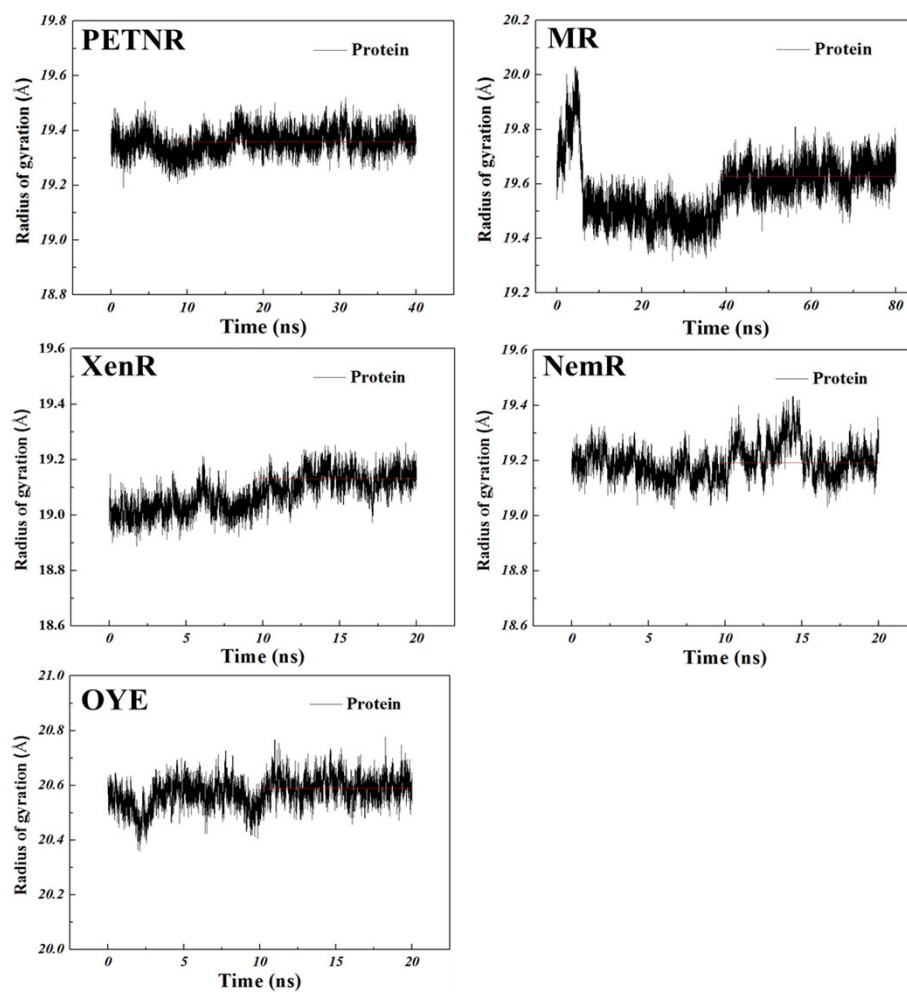 PETNR
Protein
Radius of gyration (Å)
19.8
19.6
19.4
19.2
19.0
18.8
0 10 20 30 40
Time (ns)
MR
Protein
Radius of gyration (Å)
20.2
20.0
19.8
19.6
19.4
19.2
0 20 40 60 80
Time (ns)
XenR
Protein
Radius of gyration (Å)
19.6
19.4
19.2
19.0
18.8
18.6
0 5 10 15 20
Time (ns)
NemR
Protein
Radius of gyration (Å)
19.6
19.4
19.2
19.0
18.8
18.6
0 5 10 15 20
Time (ns)
OYE
Protein
Radius of gyration (Å)
21.0
20.8
20.6
20.4
20.2
20.0
0 5 10 15 20
Time (ns)